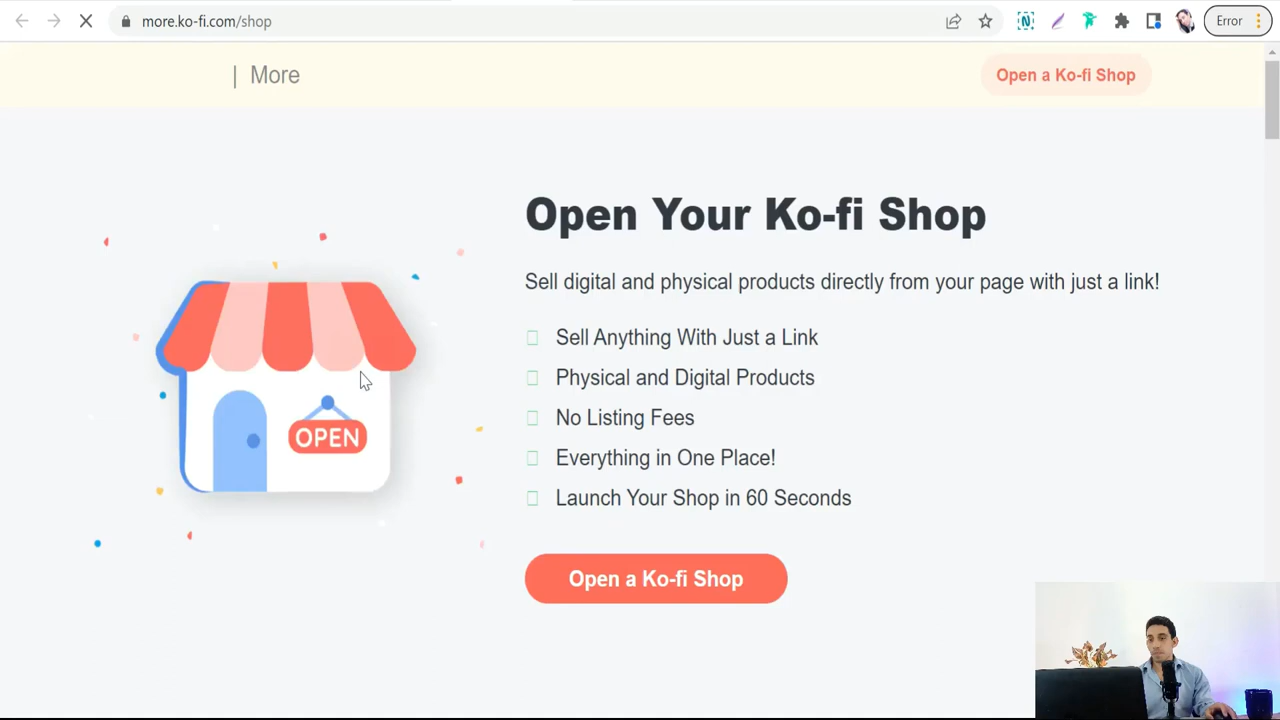 more.ko-fi.com/shop
Error
| More
Open a Ko-fi Shop
Open Your Ko-fi Shop
Sell digital and physical products directly from your page with just a link!
Sell Anything With Just a Link
Physical and Digital Products
No Listing Fees
Everything in One Place!
Launch Your Shop in 60 Seconds
OPEN
Open a Ko-fi Shop